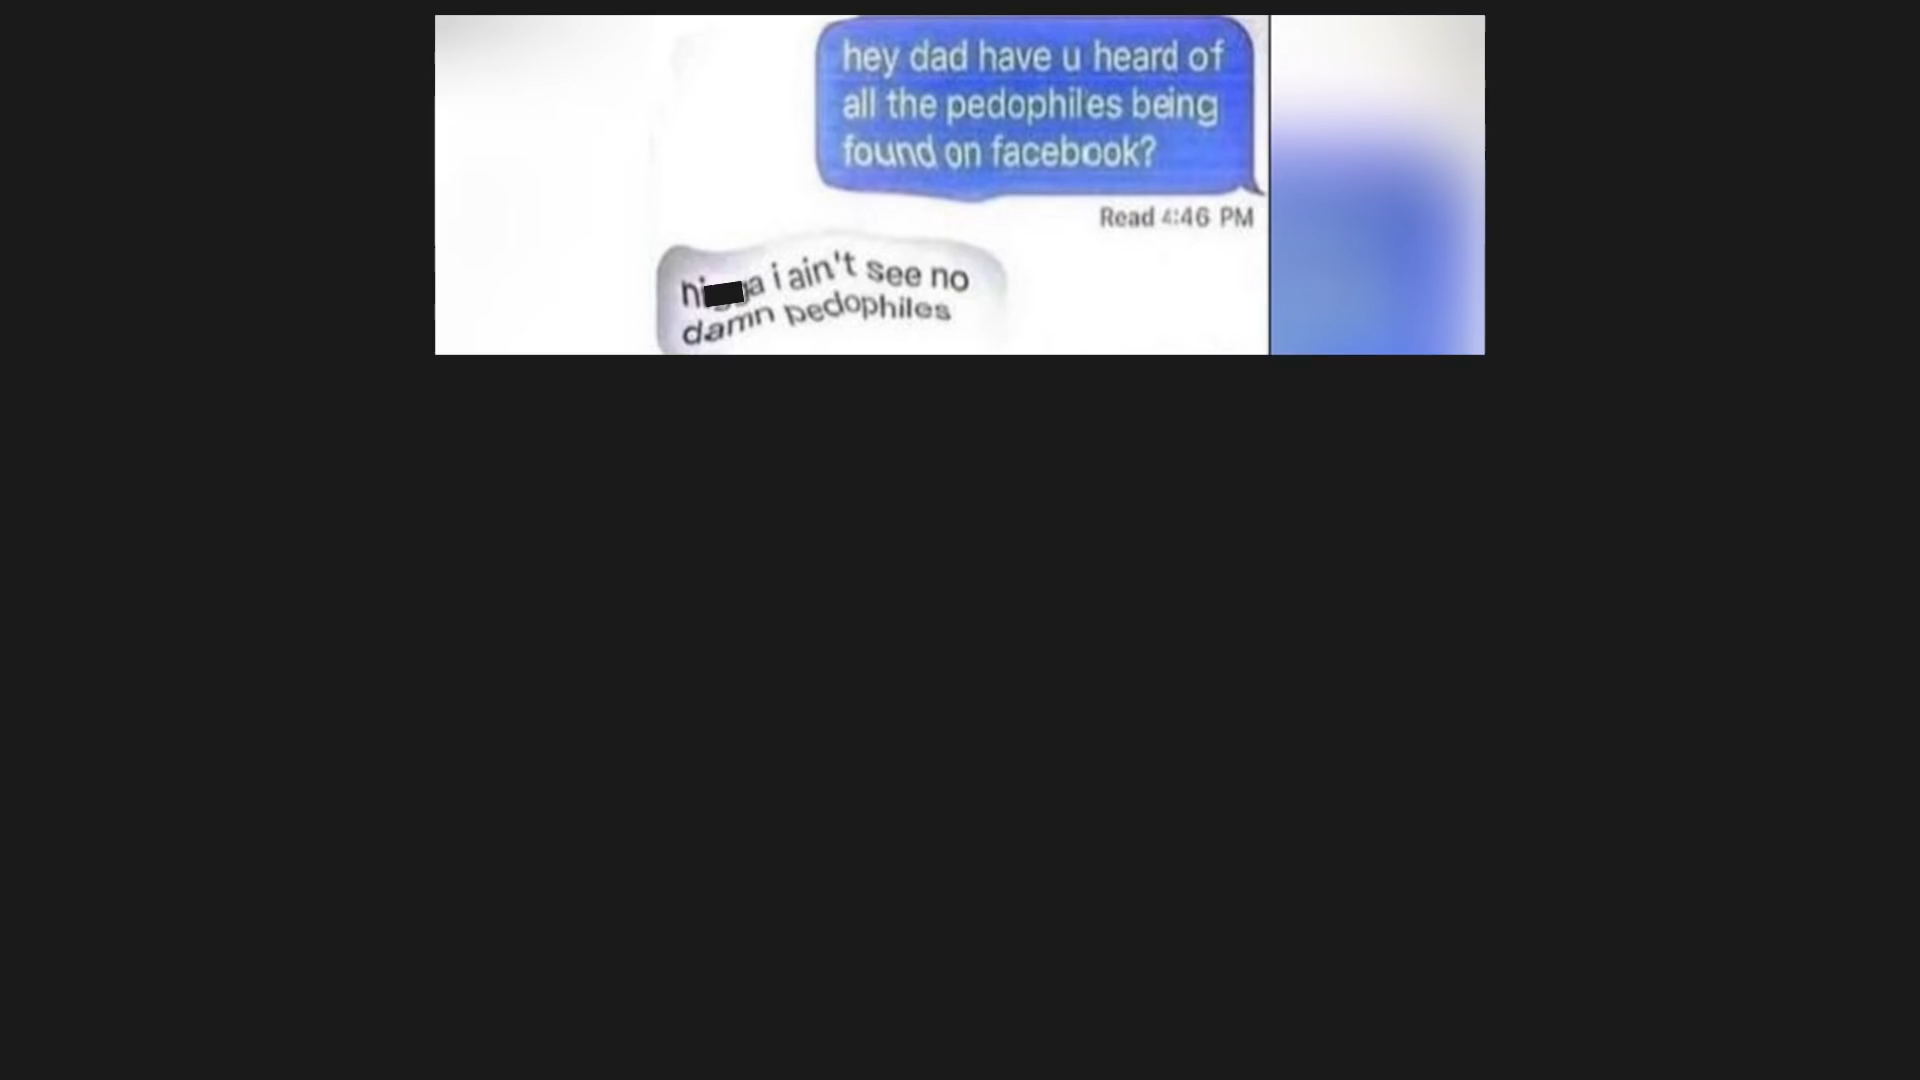 hey dad have u heard of
all the pedophiles being
found on facebook?
Read 4:46 PM
i ain't see no
damn pedophiles